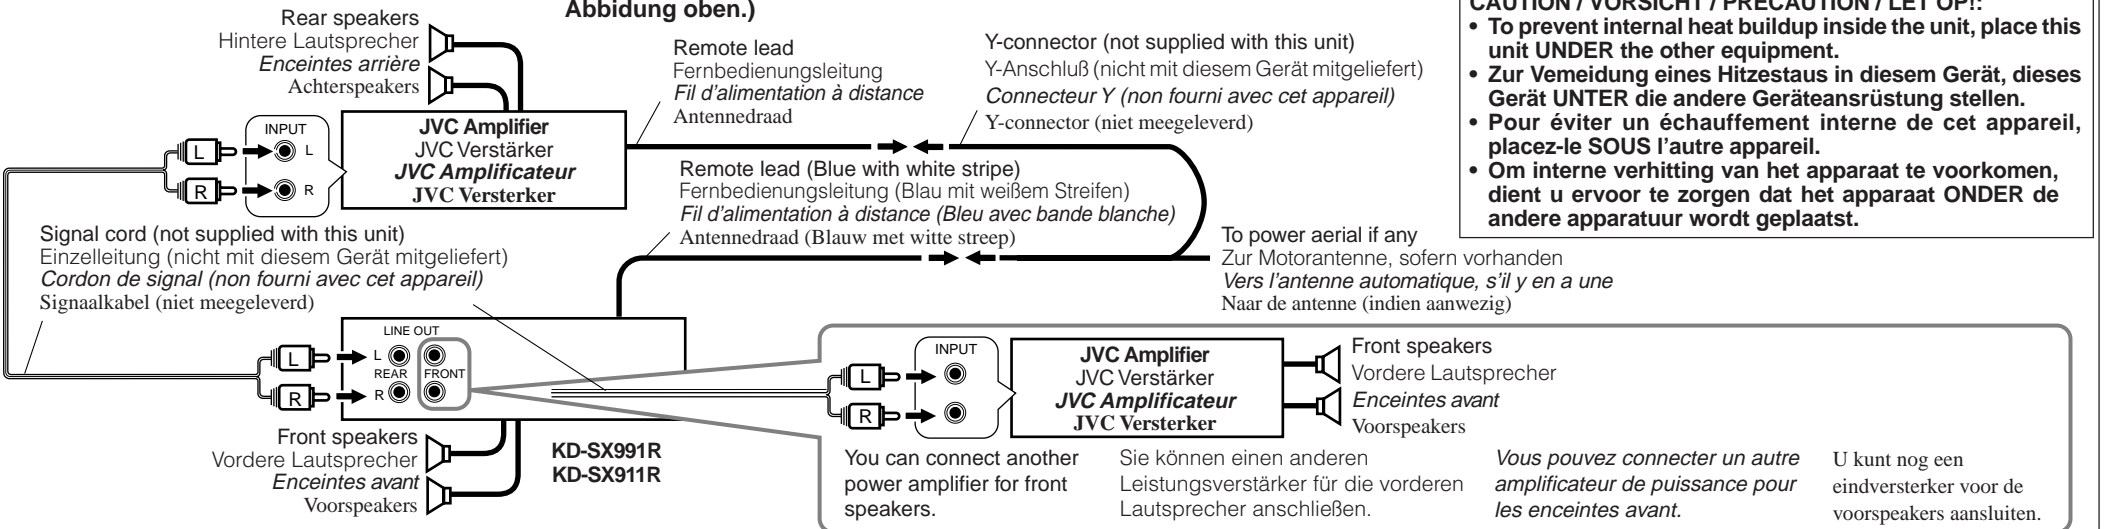 Abbidung oben.)
Rear speakers
Hintere Lautsprecher
Enceintes arrière
Achterspeakers
INPUT
L
L
R
R
JVC Amplifier
JVC Verstärker
JVC Amplificateur
JVC Versterker
Remote lead
Fernbedienungsleitung
Fil d'alimentation à distance
Antennedraad
Y-connector (not supplied with this unit)
Y-Anschluß (nicht mit diesem Gerät mitgeliefert)
Connecteur Y (non fourni avec cet appareil)
Y-connector (niet meegeleverd)
Remote lead (Blue with white stripe)
Fernbedienungsleitung (Blau mit weißem Streifen)
Fil d'alimentation à distance (Bleu avec bande blanche)
Antennedraad (Blauw met witte streep)
CAUTION / VORSICHT / PRECAUTION / LET OP!:
• To prevent internal heat buildup inside the unit, place this
unit UNDER the other equipment.
• Zur Vemeidung eines Hitzestaus in diesem Gerät, dieses
Gerät UNTER die andere Geräteansrüstung stellen.
• Pour éviter un échauffement interne de cet appareil,
placez-le SOUS l'autre appareil.
• Om interne verhitting van het apparaat te voorkomen,
dient u ervoor te zorgen dat het apparaat ONDER de
andere apparatuur wordt geplaatst.
Signal cord (not supplied with this unit)
Einzelleitung (nicht mit diesem Gerät mitgeliefert)
Cordon de signal (non fourni avec cet appareil)
Signaalkabel (niet meegeleverd)
To power aerial if any
Zur Motorantenne, sofern vorhanden
Vers l'antenne automatique, s'il y en a une
Naar de antenne (indien aanwezig)
LINE OUT
L
L
REAR
FRONT
R
R
Front speakers
Vordere Lautsprecher
Enceintes avant
Voorspeakers
KD-SX991R
KD-SX911R
L
R
INPUT
JVC Amplifier
JVC Verstärker
JVC Amplificateur
JVC Versterker
Front speakers
Vordere Lautsprecher
Enceintes avant
Voorspeakers
You can connect another
power amplifier for front
speakers.
Sie können einen anderen
Leistungsverstärker für die vorderen
Lautsprecher anschließen.
Vous pouvez connecter un autre
amplificateur de puissance pour
les enceintes avant.
U kunt nog een
eindversterker voor de
voorspeakers aansluiten.